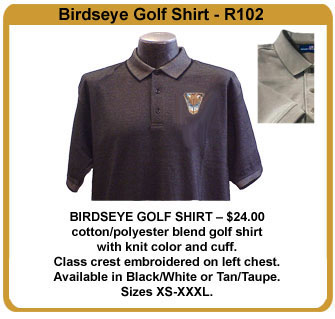 Birdseye Golf Shirt - R102
BIRDSEYE GOLF SHIRT – $24.00
cotton/polyester blend golf shirt
with knit color and cuff.
Class crest embroidered on left chest.
Available in Black/White or Tan/Taupe.
Sizes XS-XXXL.